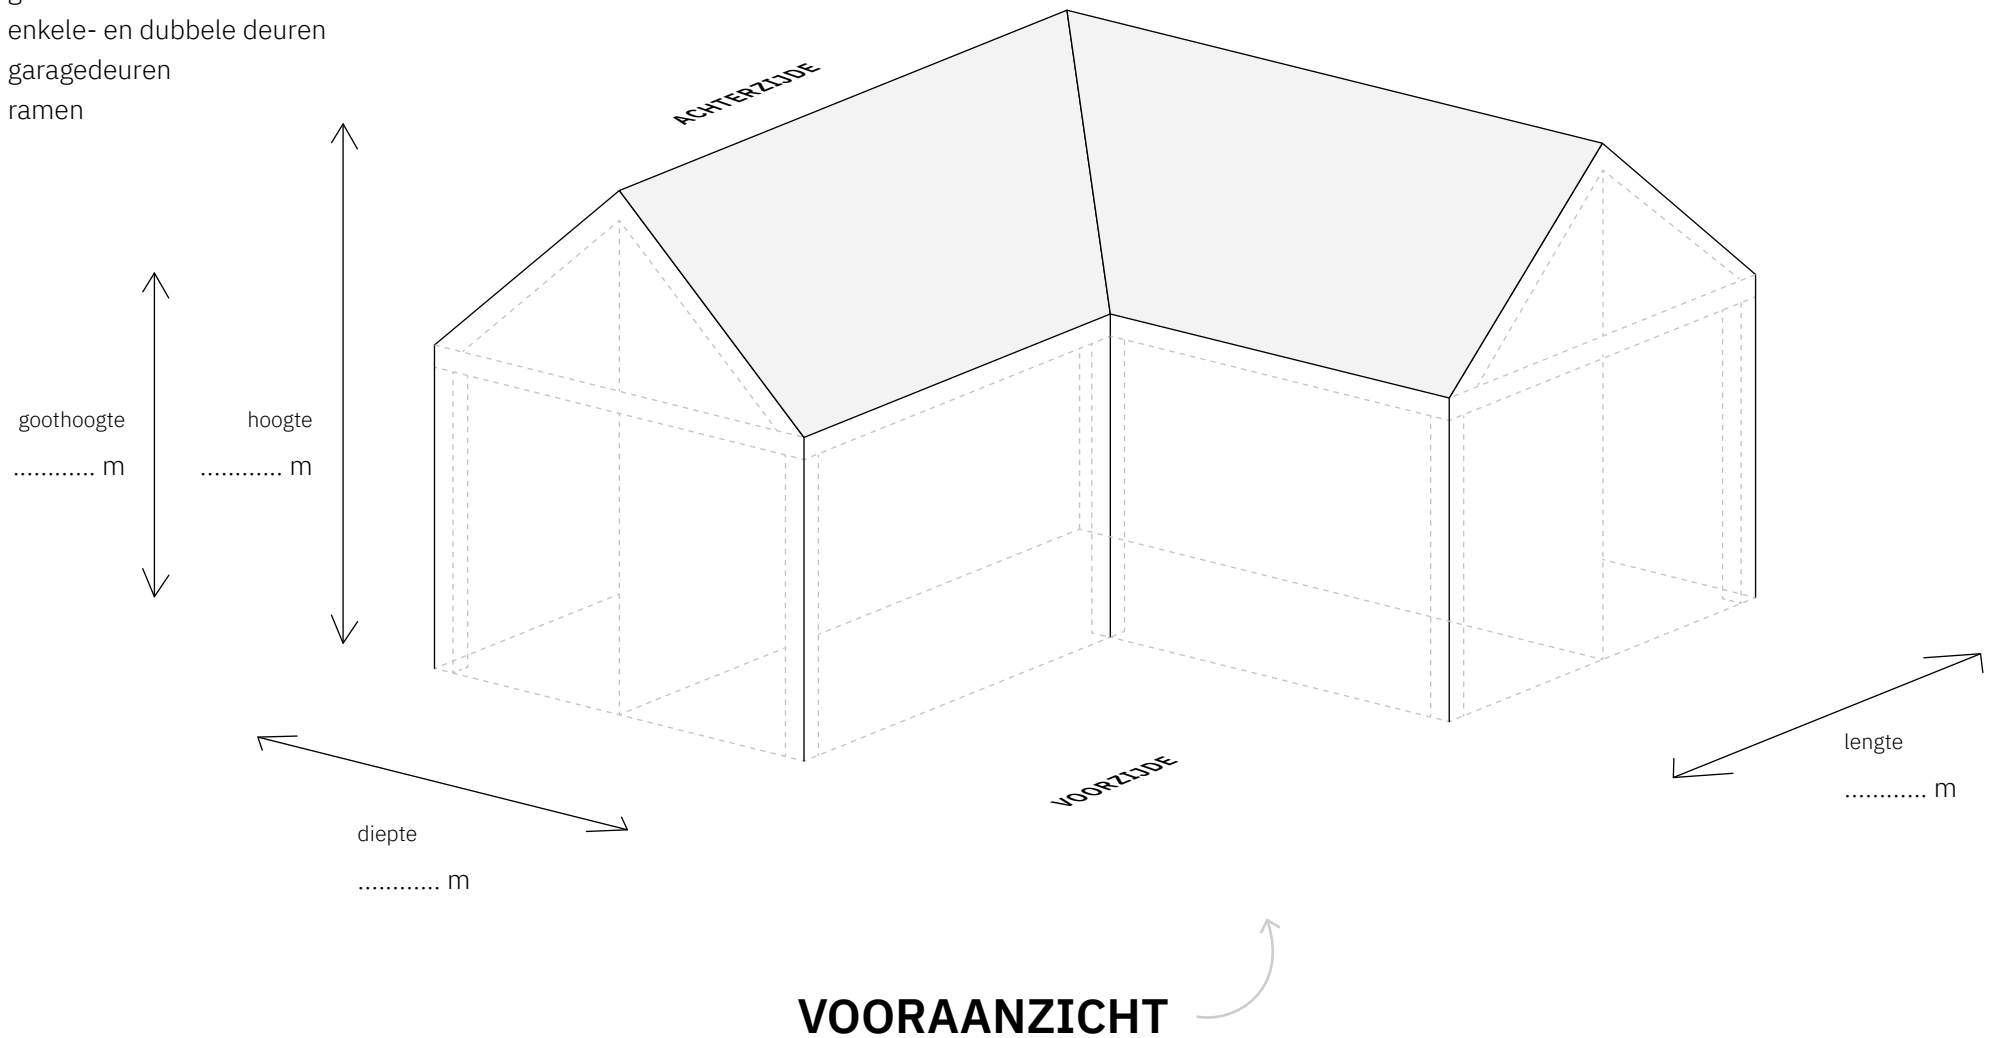 enkele- en dubbele deuren
garagedeuren
ramen
ACHTERZIJDE
goothoogte
............ m
hoogte
............ m
lengte
............ m
VOORZIJDE
diepte
............ m
VOORAANZICHT